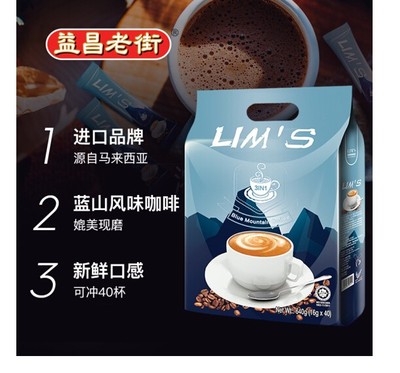 益昌老街
1 进口品牌
源自马来西亚
2 蓝山风味咖啡
媲美现磨
3 新鲜口感
可冲40杯
LIM'S
3IN1
Blue Mountain
Net Wt.: 640g (16g x 40)